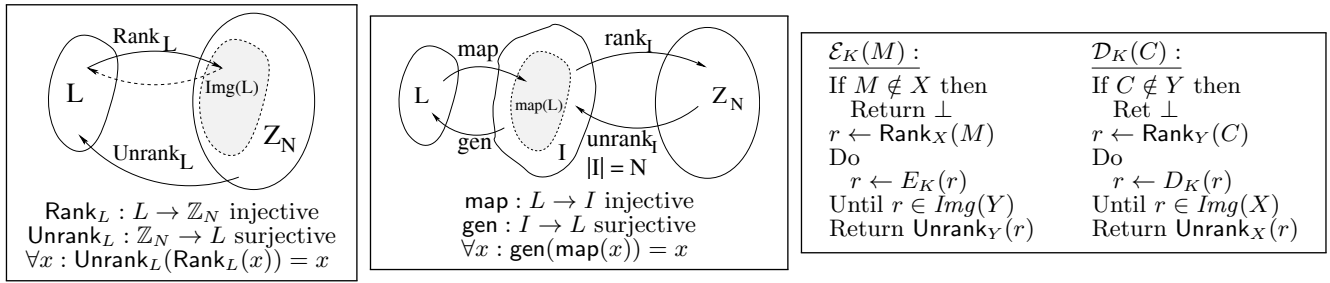 Rank_L
L
Img(L)
Z_N
Unrank_L
Rank_L : L → ℤ_N injective
Unrank_L : ℤ_N → L surjective
∀x : Unrank_L(Rank_L(x)) = x
map
rank_I
L
map(L)
Z_N
gen
I
unrank_I
|I| = N
map : L → I injective
gen : I → L surjective
∀x : gen(map(x)) = x
ℰ_K(M) :
If M ∉ X then
Return ⊥
r ← Rank_X(M)
Do
r ← E_K(r)
Until r ∈ Img(Y)
Return Unrank_Y(r)
𝒟_K(C) :
If C ∉ Y then
Ret ⊥
r ← Rank_Y(C)
Do
r ← D_K(r)
Until r ∈ Img(X)
Return Unrank_X(r)